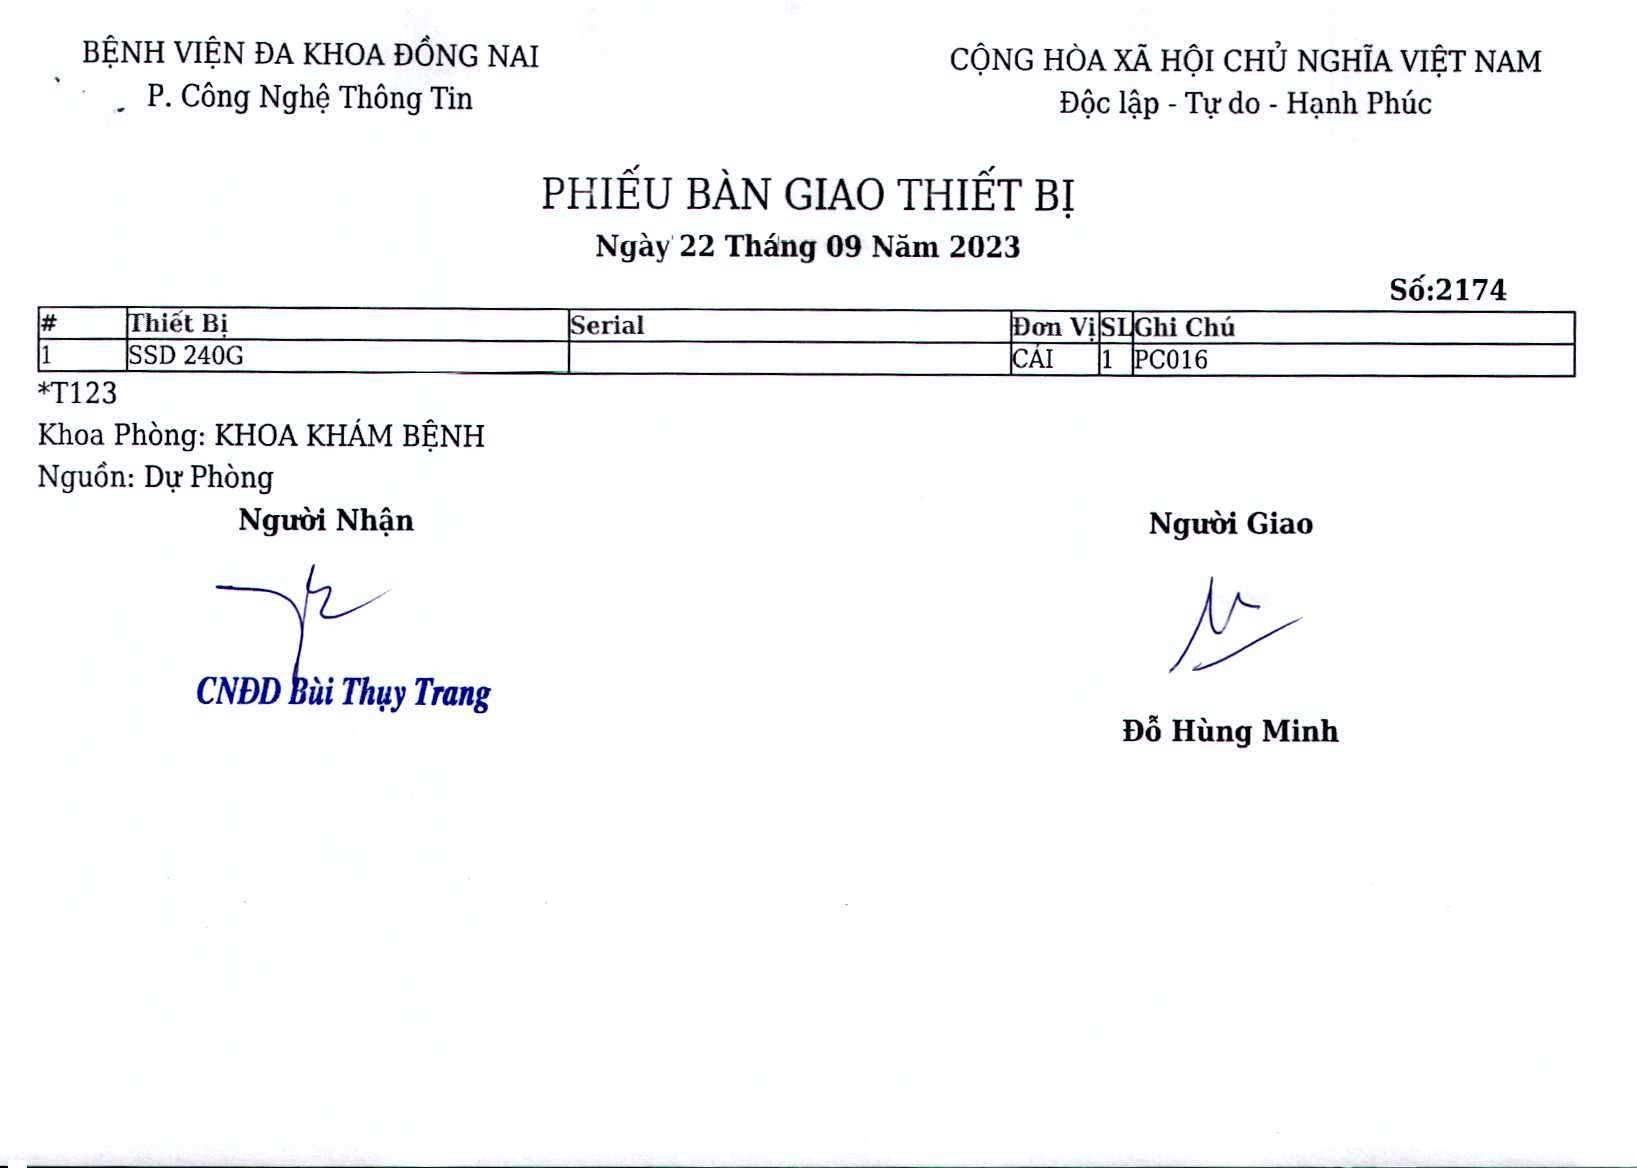 BỆNH VIỆN ĐA KHOA ĐỒNG NAI
P. Công Nghệ Thông Tin
CỘNG HÒA XÃ HỘI CHỦ NGHĨA VIỆT NAM
Độc lập - Tự do - Hạnh Phúc
PHIẾU BÀN GIAO THIẾT BỊ
Ngày 22 Tháng 09 Năm 2023
Số:2174
# Thiết Bị Serial Đơn Vị SL Ghi Chú
1 SSD 240G CÁI 1 PC016
*T123
Khoa Phòng: KHOA KHÁM BỆNH
Nguồn: Dự Phòng
Người Nhận Người Giao
CNĐD Bùi Thụy Trang
Đỗ Hùng Minh